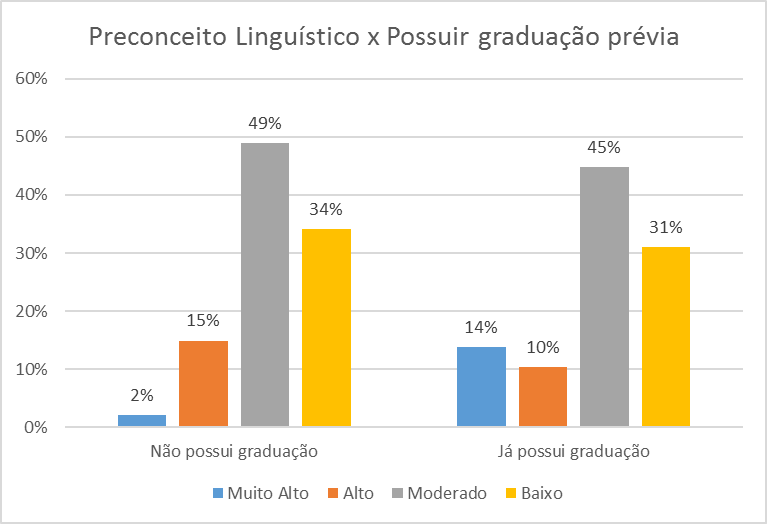 Preconceito Linguístico x Possuir graduação prévia
60%
50%
40%
30%
20%
10%
0%
2%
15%
49%
34%
14%
10%
45%
31%
Não possui graduação
Já possui graduação
Muito Alto
Alto
Moderado
Baixo